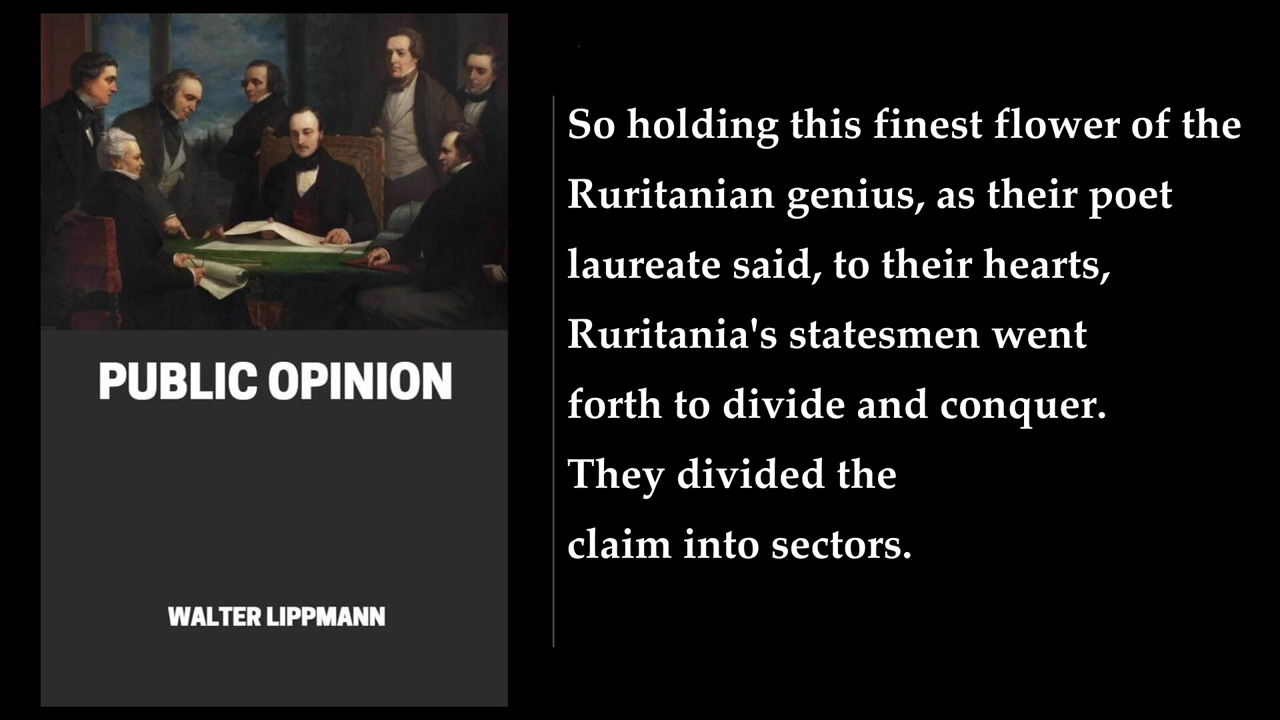 PUBLIC OPINION
WALTER LIPPMANN
So holding this finest flower of the
Ruritanian genius, as their poet
laureate said, to their hearts,
Ruritania's statesmen went
forth to divide and conquer.
They divided the
claim into sectors.